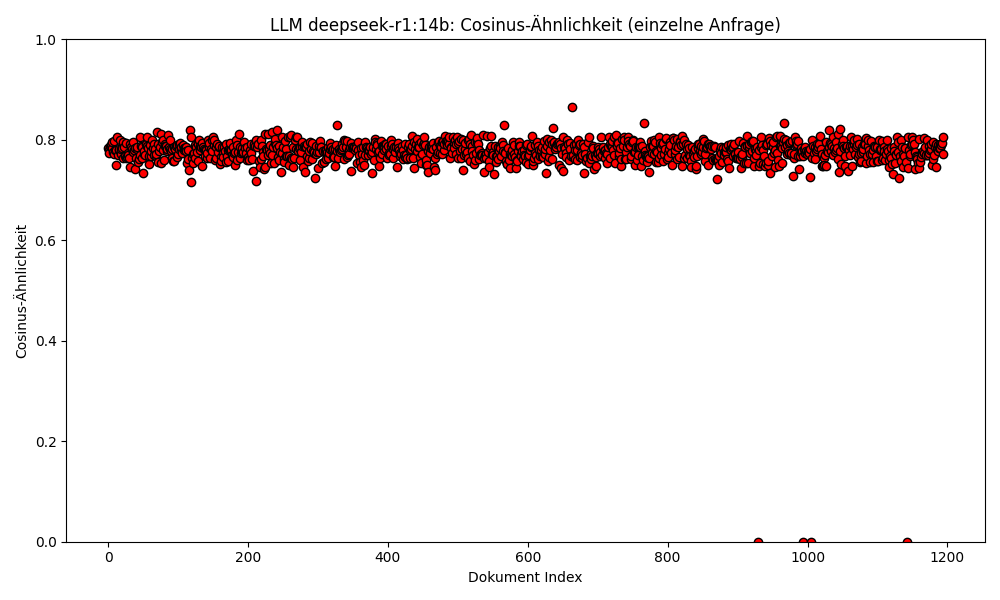 LLM deepseek-r1:14b: Cosinus-Ähnlichkeit (einzelne Anfrage)
1.0
0.8
0.6
0.4
0.2
0.0
Cosinus-Ähnlichkeit
0 200 400 600 800 1000 1200
Dokument Index